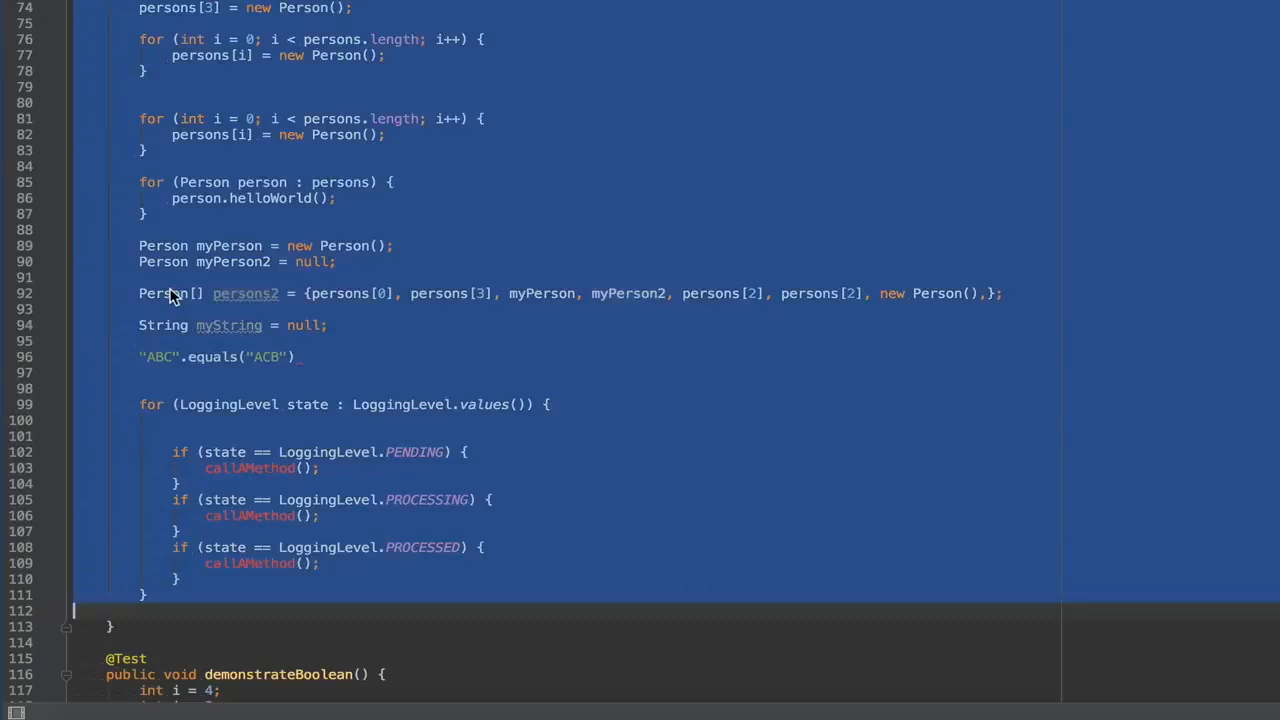 74 persons[3] = new Person();
75
76 for (int i = 0; i < persons.length; i++) {
77 persons[i] = new Person();
78 }
79
80
81 for (int i = 0; i < persons.length; i++) {
82 persons[i] = new Person();
83 }
84
85 for (Person person : persons) {
86 person.helloWorld();
87 }
88
89 Person myPerson = new Person();
90 Person myPerson2 = null;
91
92 Person[] persons2 = {persons[0], persons[3], myPerson, myPerson2, persons[2], persons[2], new Person(),};
93
94 String myString = null;
95
96 "ABC".equals("ACB")
97
98
99 for (LoggingLevel state : LoggingLevel.values()) {
100
101
102 if (state == LoggingLevel.PENDING) {
103 callAMethod();
104 }
105 if (state == LoggingLevel.PROCESSING) {
106 callAMethod();
107 }
108 if (state == LoggingLevel.PROCESSED) {
109 callAMethod();
110 }
111 }
112
113 }
114
115 @Test
116 public void demonstrateBoolean() {
117 int i = 4;